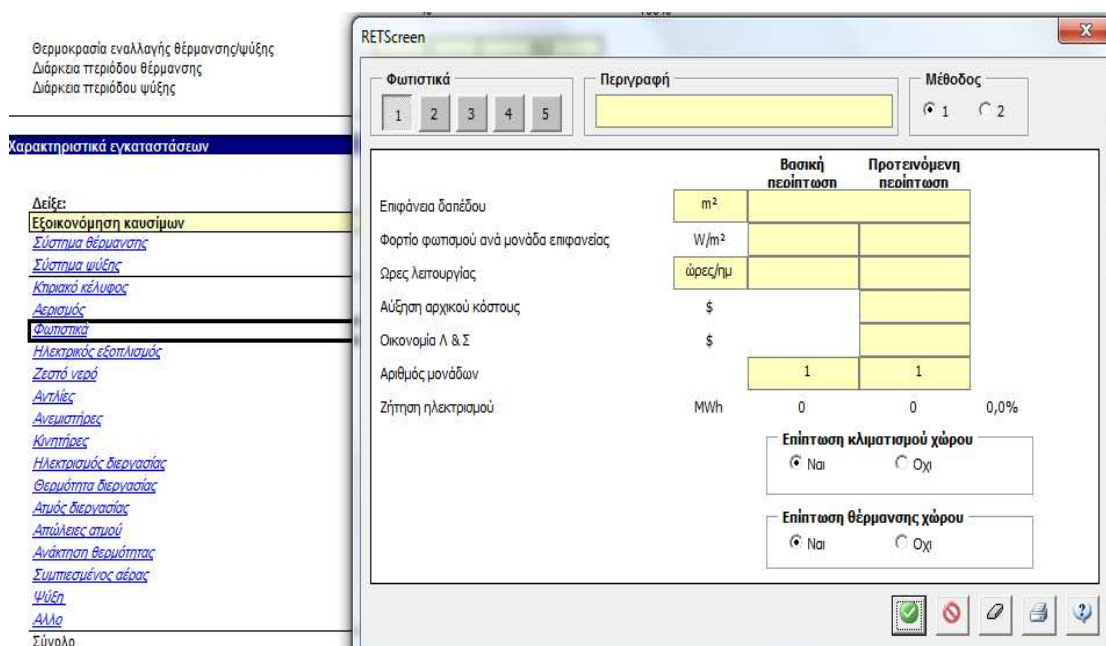 Θερμοκρασία εναλλαγής θέρμανσης/ψύξης
Διάρκεια περιόδου θέρμανσης
Διάρκεια περιόδου ψύξης
Χαρακτηριστικά εγκαταστάσεων
Δείξε:
Εξοικονόμηση καυσίμων
Σύστημα θέρμανσης
Σύστημα ψύξης
Κτιριακό κέλυφος
Αερισμός
Φωτιστικά
Ηλεκτρικός εξοπλισμός
Ζεστό νερό
Αντλίες
Ανεμιστήρες
Κινητήρες
Ηλεκτρισμός διεργασίας
Θερμότητα διεργασίας
Ατμός διεργασίας
Απώλειες ατμού
Ανάκτηση θερμότητας
Συμπιεσμένος αέρας
Ψύξη
Αλλο
Σύνολο
RETScreen
Φωτιστικά
1 2 3 4 5
Περιγραφή
Μέθοδος
1 2
Βασική περίπτωση
Προτεινόμενη περίπτωση
Επιφάνεια δαπέδου m²
Φορτίο φωτισμού ανά μονάδα επιφανείας W/m²
Ωρες λειτουργίας ώρες/ημ
Αύξηση αρχικού κόστους $
Οικονομία Λ & Σ $
Αριθμός μονάδων 1 1
Ζήτηση ηλεκτρισμού MWh 0 0 0,0%
Επίπτωση κλιματισμού χώρου
Ναι Οχι
Επίπτωση θέρμανσης χώρου
Ναι Οχι